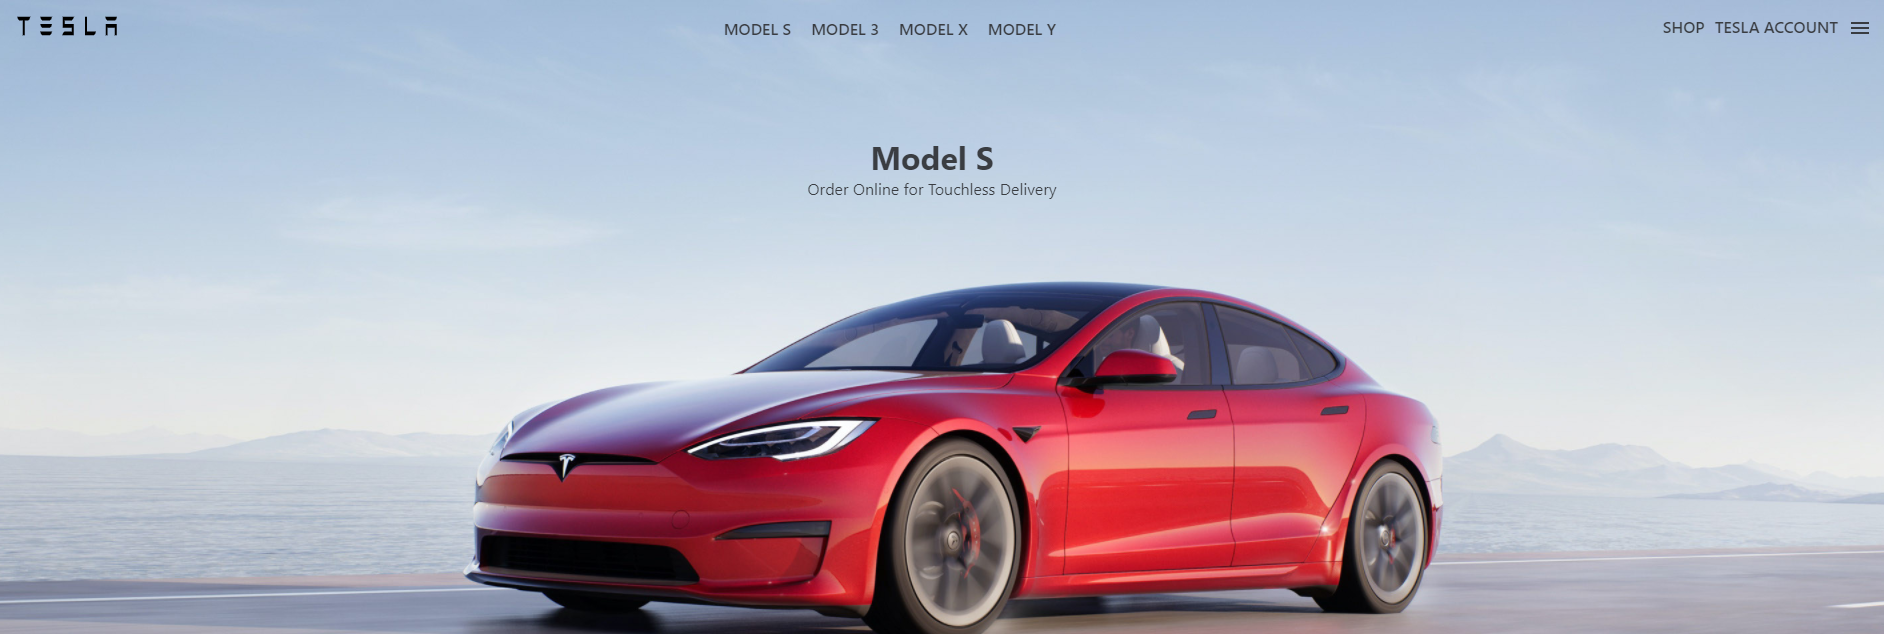 TESLA
MODEL S MODEL 3 MODEL X MODEL Y
SHOP TESLA ACCOUNT
Model S
Order Online for Touchless Delivery